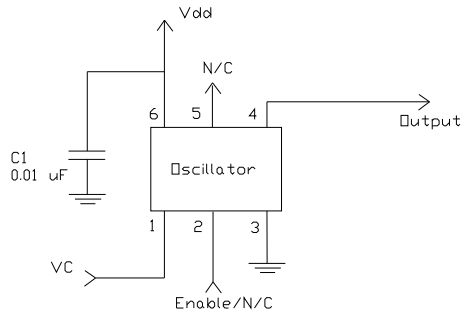 Vdd
N/C
6 5 4
Output
C1
0.01 uF
Oscillator
1 2 3
VC
Enable/N/C